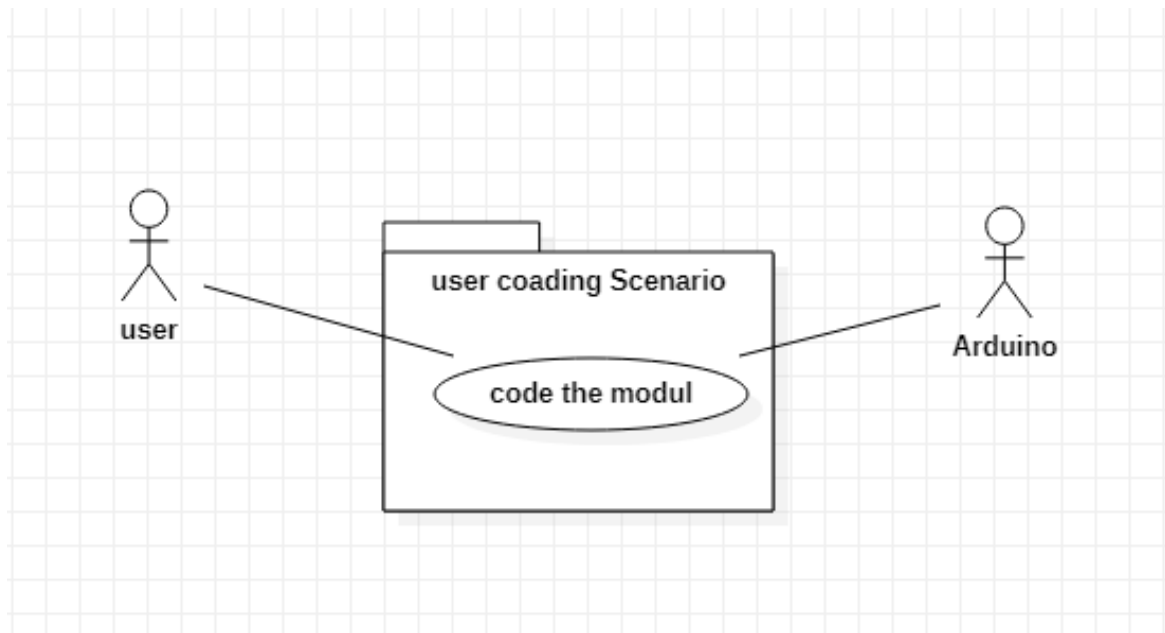 user coading Scenario
user
Arduino
code the modul